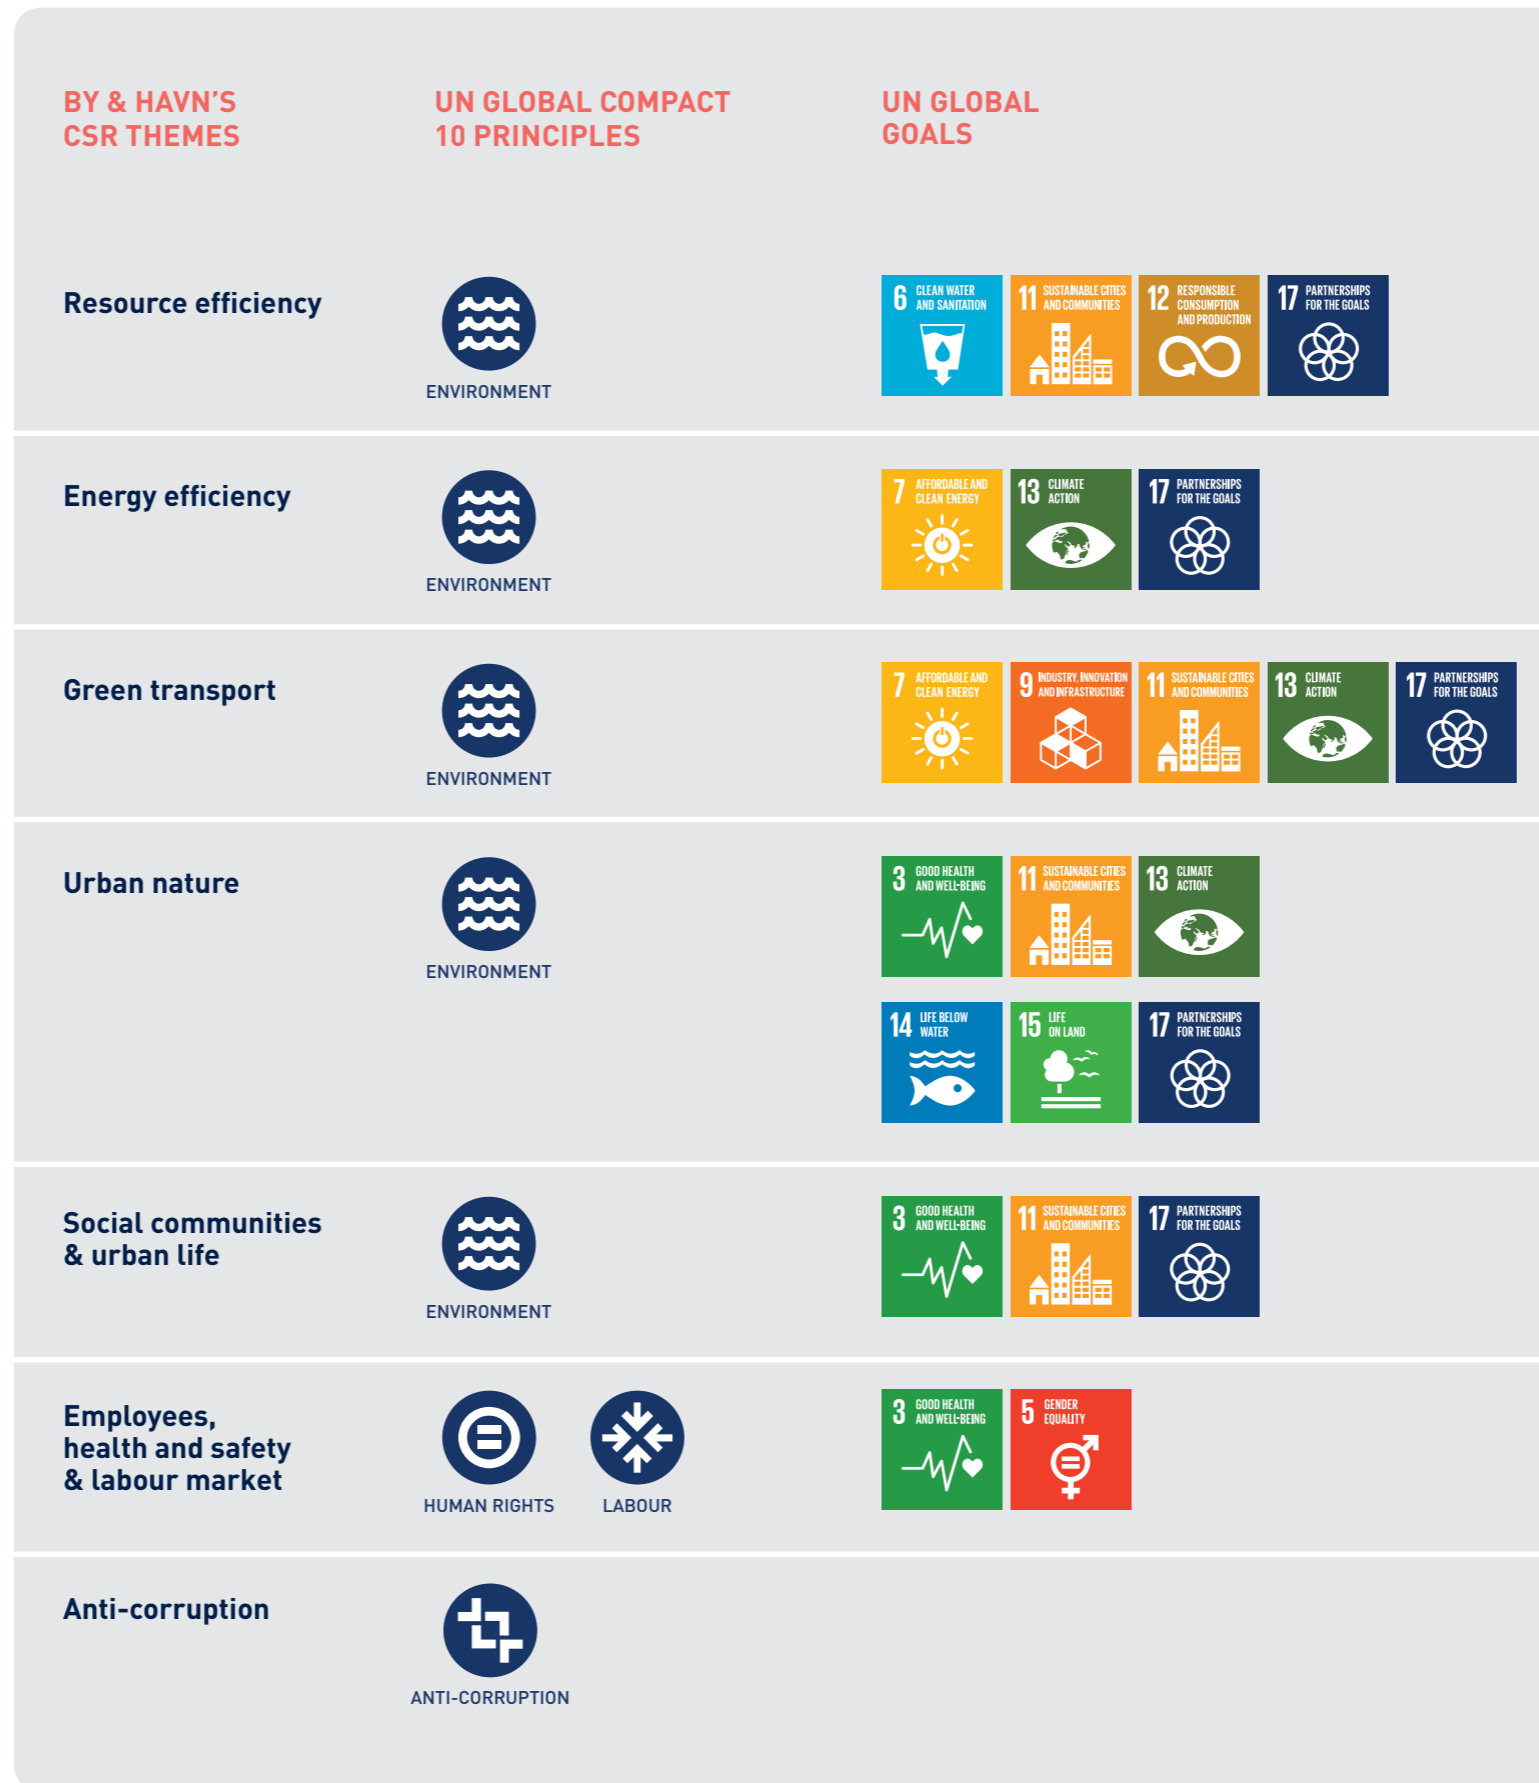 BY & HAVN'S
CSR THEMES
UN GLOBAL COMPACT
10 PRINCIPLES
UN GLOBAL
GOALS
Resource efficiency
ENVIRONMENT
6 CLEAN WATER
AND SANITATION
11 SUSTAINABLE CITIES
AND COMMUNITIES
12 RESPONSIBLE
CONSUMPTION
AND PRODUCTION
17 PARTNERSHIPS
FOR THE GOALS
Energy efficiency
ENVIRONMENT
7 AFFORDABLE AND
CLEAN ENERGY
13 CLIMATE
ACTION
17 PARTNERSHIPS
FOR THE GOALS
Green transport
ENVIRONMENT
7 AFFORDABLE AND
CLEAN ENERGY
9 INDUSTRY, INNOVATION
AND INFRASTRUCTURE
11 SUSTAINABLE CITIES
AND COMMUNITIES
13 CLIMATE
ACTION
17 PARTNERSHIPS
FOR THE GOALS
Urban nature
ENVIRONMENT
3 GOOD HEALTH
AND WELL-BEING
11 SUSTAINABLE CITIES
AND COMMUNITIES
13 CLIMATE
ACTION
14 LIFE BELOW
WATER
15 LIFE
ON LAND
17 PARTNERSHIPS
FOR THE GOALS
Social communities
& urban life
ENVIRONMENT
3 GOOD HEALTH
AND WELL-BEING
11 SUSTAINABLE CITIES
AND COMMUNITIES
17 PARTNERSHIPS
FOR THE GOALS
Employees,
health and safety
& labour market
HUMAN RIGHTS
LABOUR
3 GOOD HEALTH
AND WELL-BEING
5 GENDER
EQUALITY
Anti-corruption
ANTI-CORRUPTION